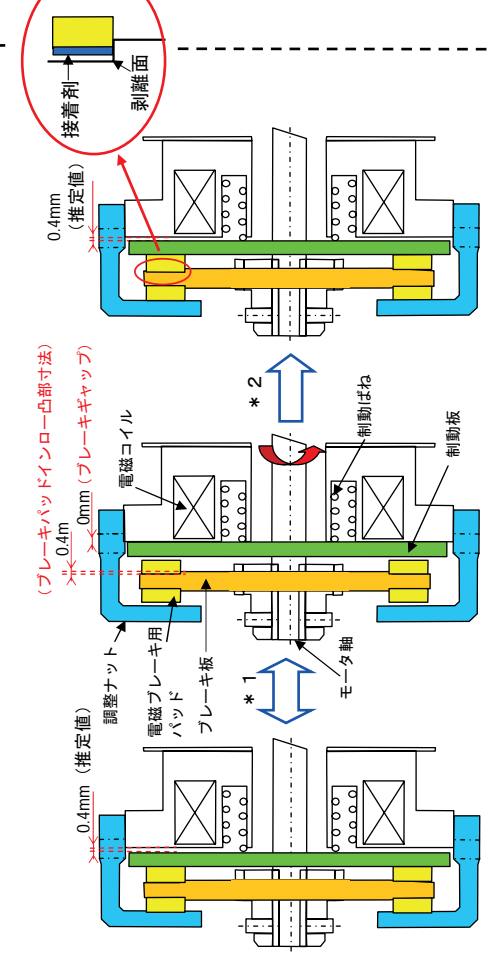 0.4mm (推定値)
(ブレーキパッドインロー凸部寸法)
0.4m
0mm (ブレーキギャップ)
調整ナット
電磁ブレーキ用
パッド
ブレーキ板
電磁コイル
制動ばね
制動板
モータ軸
*1
*2
0.4mm
(推定値)
接着剤
剥離面